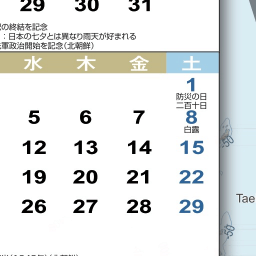 29 30 31
の終結を記念
：日本の七夕とは異なり雨天が好まれる
軍政治開始を記念（北朝鮮）
水 木 金 土
1
防災の日
二百十日
5 6 7 8
白露
12 13 14 15
19 20 21 22
26 27 28 29
50
Tae
50